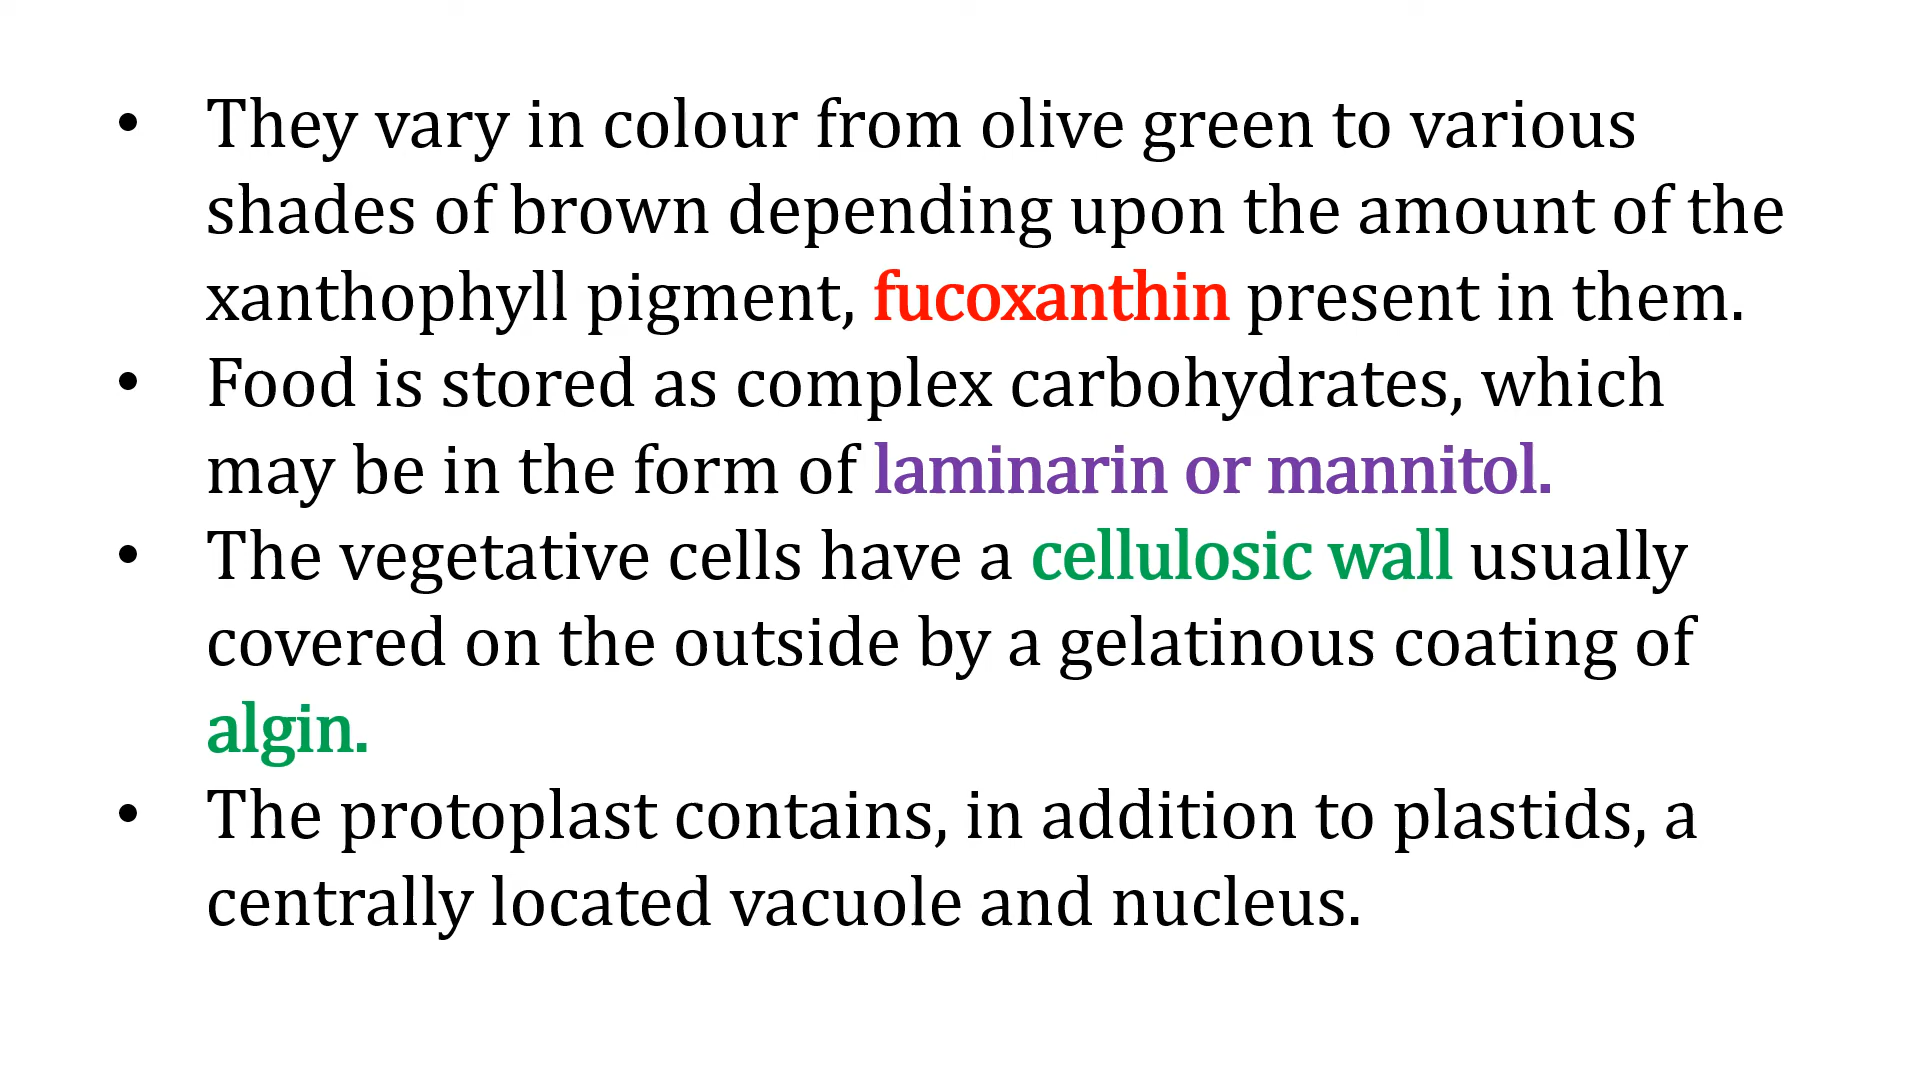 • They vary in colour from olive green to various
shades of brown depending upon the amount of the
xanthophyll pigment, fucoxanthin present in them.
• Food is stored as complex carbohydrates, which
may be in the form of laminarin or mannitol.
• The vegetative cells have a cellulosic wall usually
covered on the outside by a gelatinous coating of
algin.
• The protoplast contains, in addition to plastids, a
centrally located vacuole and nucleus.